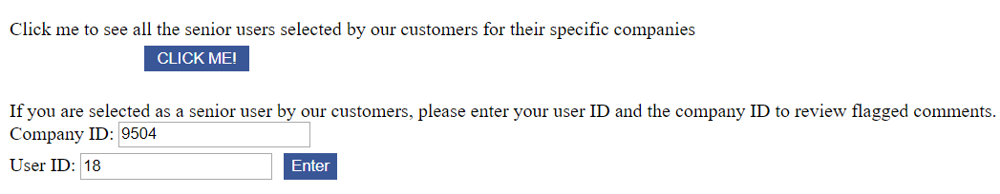 Click me to see all the senior users selected by our customers for their specific companies
CLICK ME!
If you are selected as a senior user by our customers, please enter your user ID and the company ID to review flagged comments.
Company ID: 9504
User ID: 18 Enter